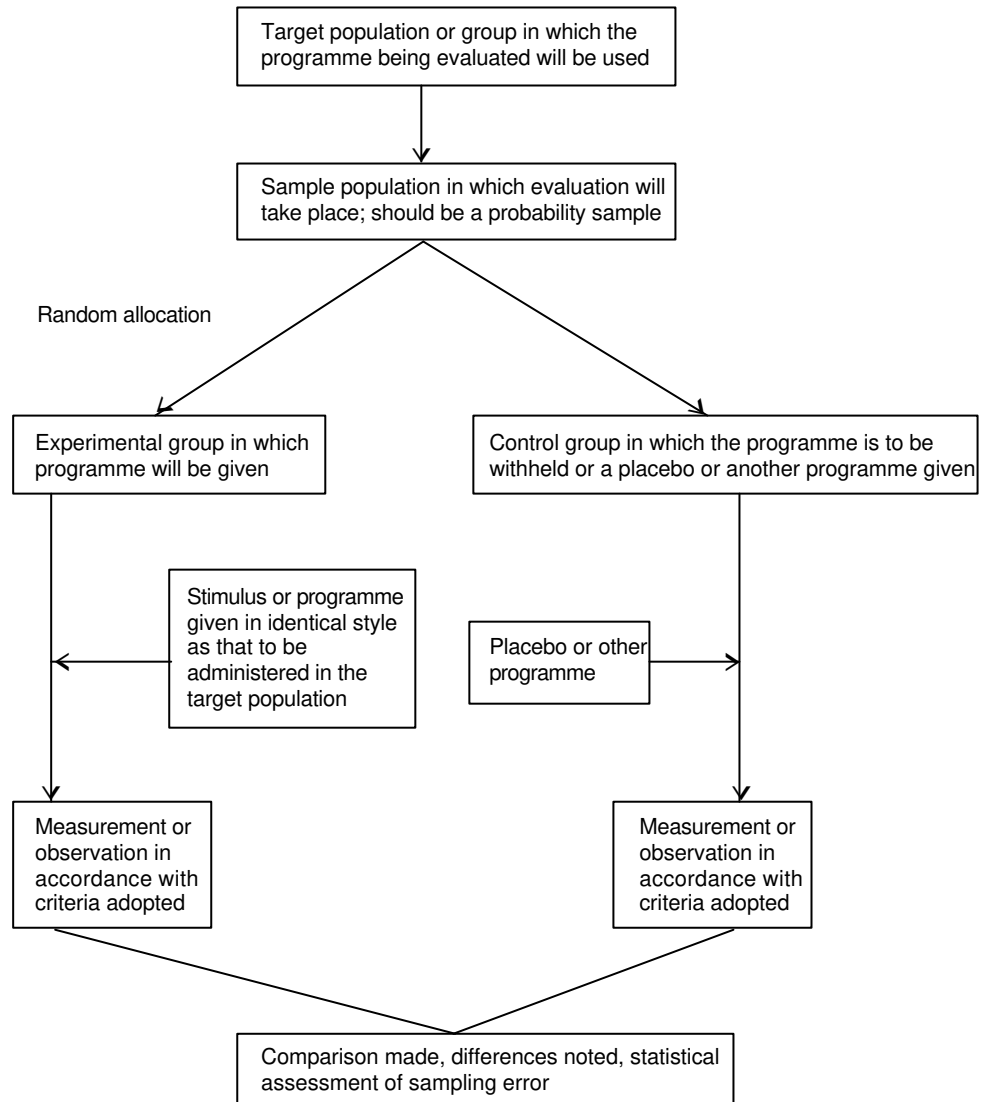 Target population or group in which the
programme being evaluated will be used
Sample population in which evaluation will
take place; should be a probability sample
Random allocation
Experimental group in which
programme will be given
Control group in which the programme is to be
withheld or a placebo or another programme given
Stimulus or programme
given in identical style
as that to be
administered in the
target population
Placebo or other
programme
Measurement or
observation in
accordance with
criteria adopted
Measurement or
observation in
accordance with
criteria adopted
Comparison made, differences noted, statistical
assessment of sampling error